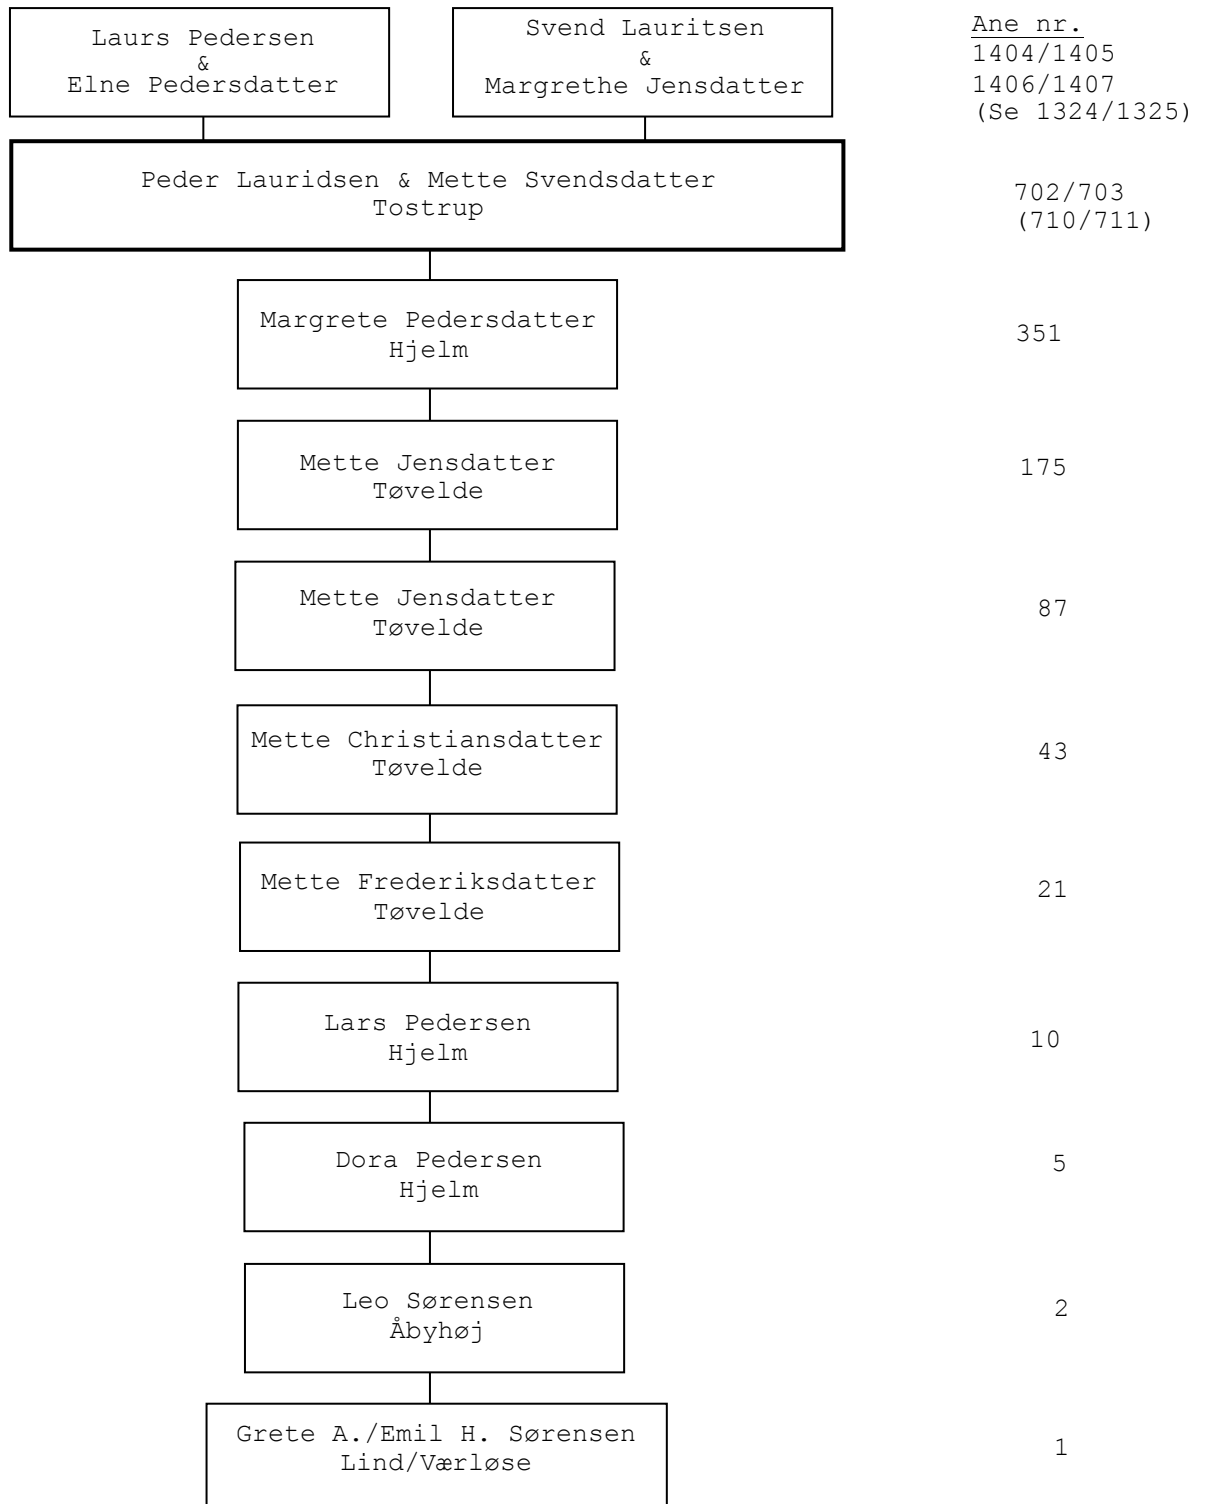 Laurs Pedersen
&
Elne Pedersdatter
Svend Lauritsen
&
Margrethe Jensdatter
Ane nr.
1404/1405
1406/1407
(Se 1324/1325)
Peder Lauridsen & Mette Svendsdatter
Tostrup
702/703
(710/711)
Margrete Pedersdatter
Hjelm
351
Mette Jensdatter
Tøvelde
175
Mette Jensdatter
Tøvelde
87
Mette Christiansdatter
Tøvelde
43
Mette Frederiksdatter
Tøvelde
21
Lars Pedersen
Hjelm
10
Dora Pedersen
Hjelm
5
Leo Sørensen
Åbyhøj
2
Grete A./Emil H. Sørensen
Lind/Værløse
1